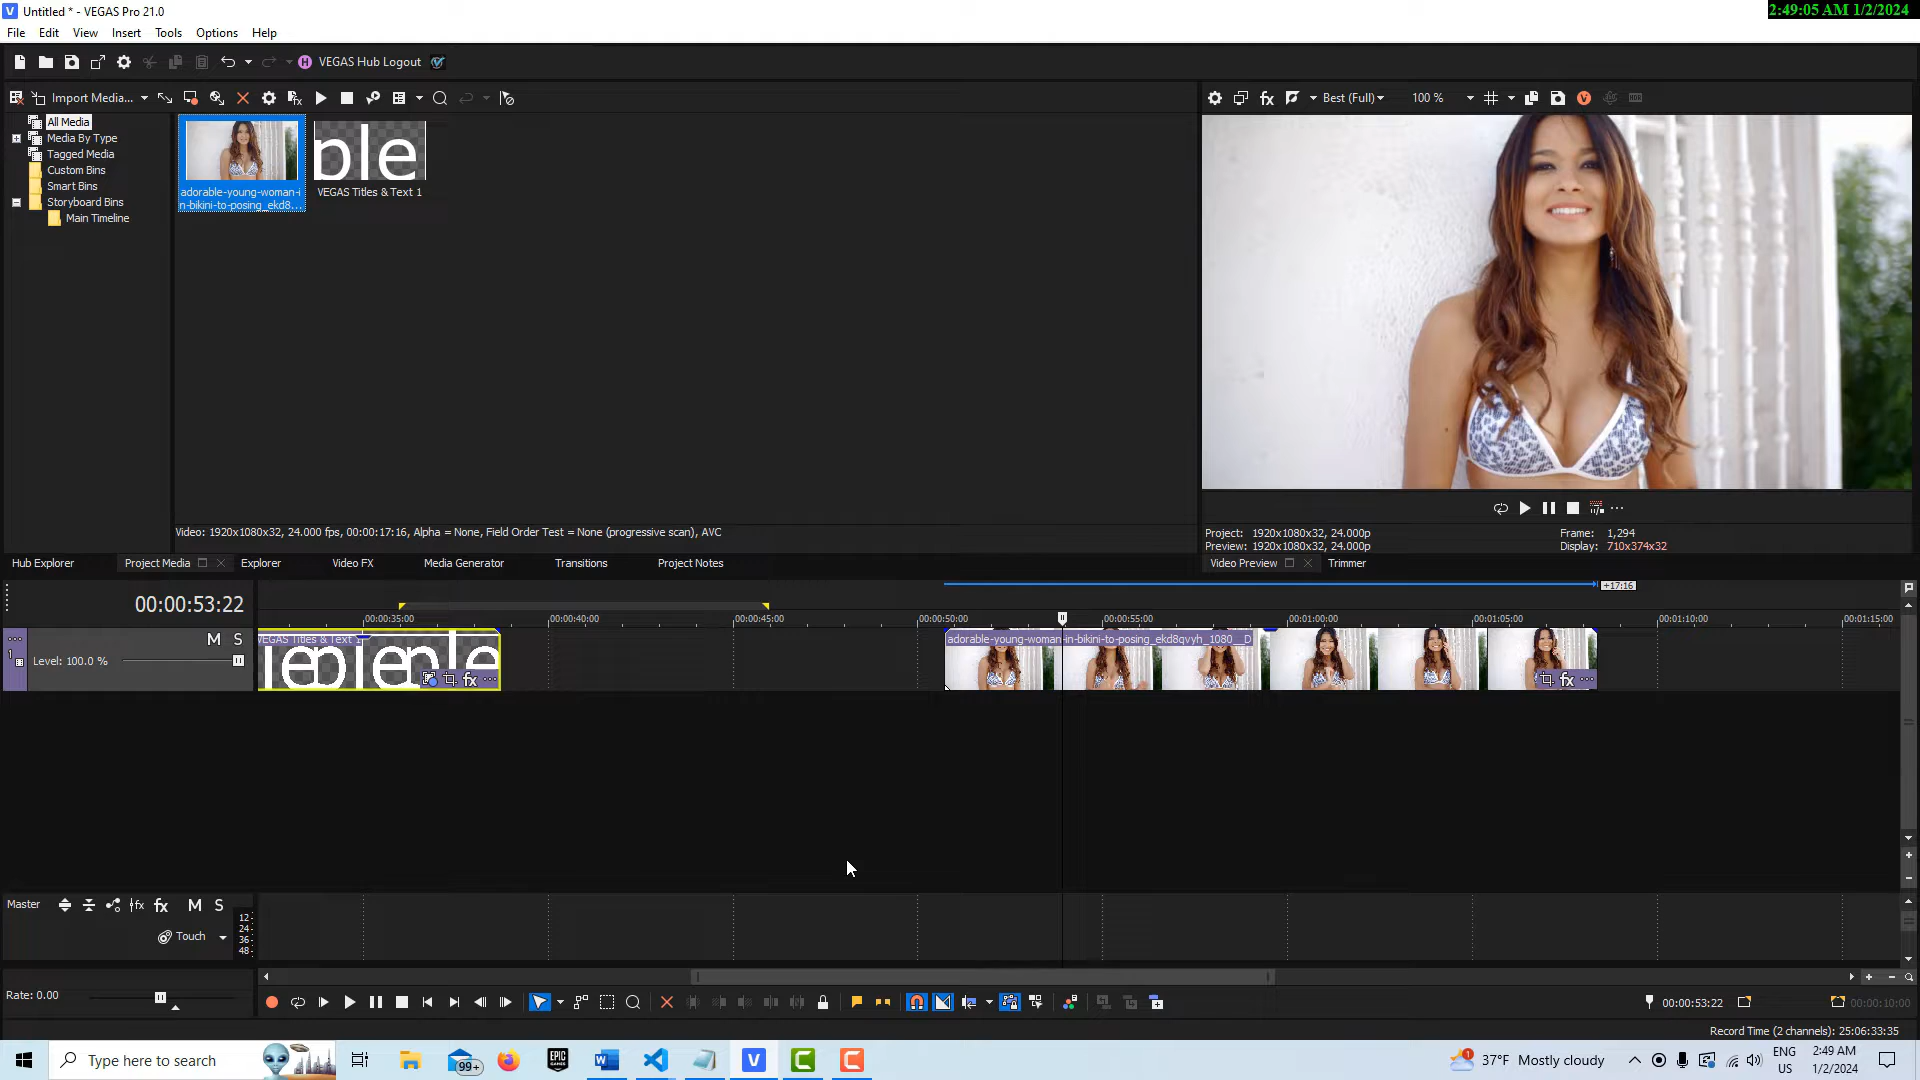 Untitled * - VEGAS Pro 21.0
2:49:05 AM 1/2/2024
File Edit View Insert Tools Options Help
VEGAS Hub Logout
Import Media...
Best (Full)
100 %
All Media
Media By Type
Tagged Media
Custom Bins
Smart Bins
Storyboard Bins
Main Timeline
adorable-young-woman-i
n-bikini-to-posing_ekd8...
ple
VEGAS Titles & Text 1
Video: 1920x1080x32, 24.000 fps, 00:00:17:16, Alpha = None, Field Order Test = None (progressive scan), AVC
Project: 1920x1080x32, 24.000p
Frame: 1,294
Preview: 1920x1080x32, 24.000p
Display: 710x374x32
Hub Explorer Project Media Explorer Video FX Media Generator Transitions Project Notes
Video Preview Trimmer
+17:16
00:00:53:22
00:00:35:00 00:00:40:00 00:00:45:00 00:00:50:00 00:00:55:00 00:01:00:00 00:01:05:00 00:01:10:00 00:01:15:00
M S
1
Level: 100.0 %
VEGAS Titles & Text 1
adorable-young-woman-in-bikini-to-posing_ekd8qvyh_1080__D
fx
fx
Master
fx
M S
12
24
36
48
Touch
Rate: 0.00
00:00:53:22
00:00:10:00
Record Time (2 channels): 25:06:33:35
Type here to search
99+
EPIC
GAMES
37°F Mostly cloudy
ENG
US
2:49 AM
1/2/2024